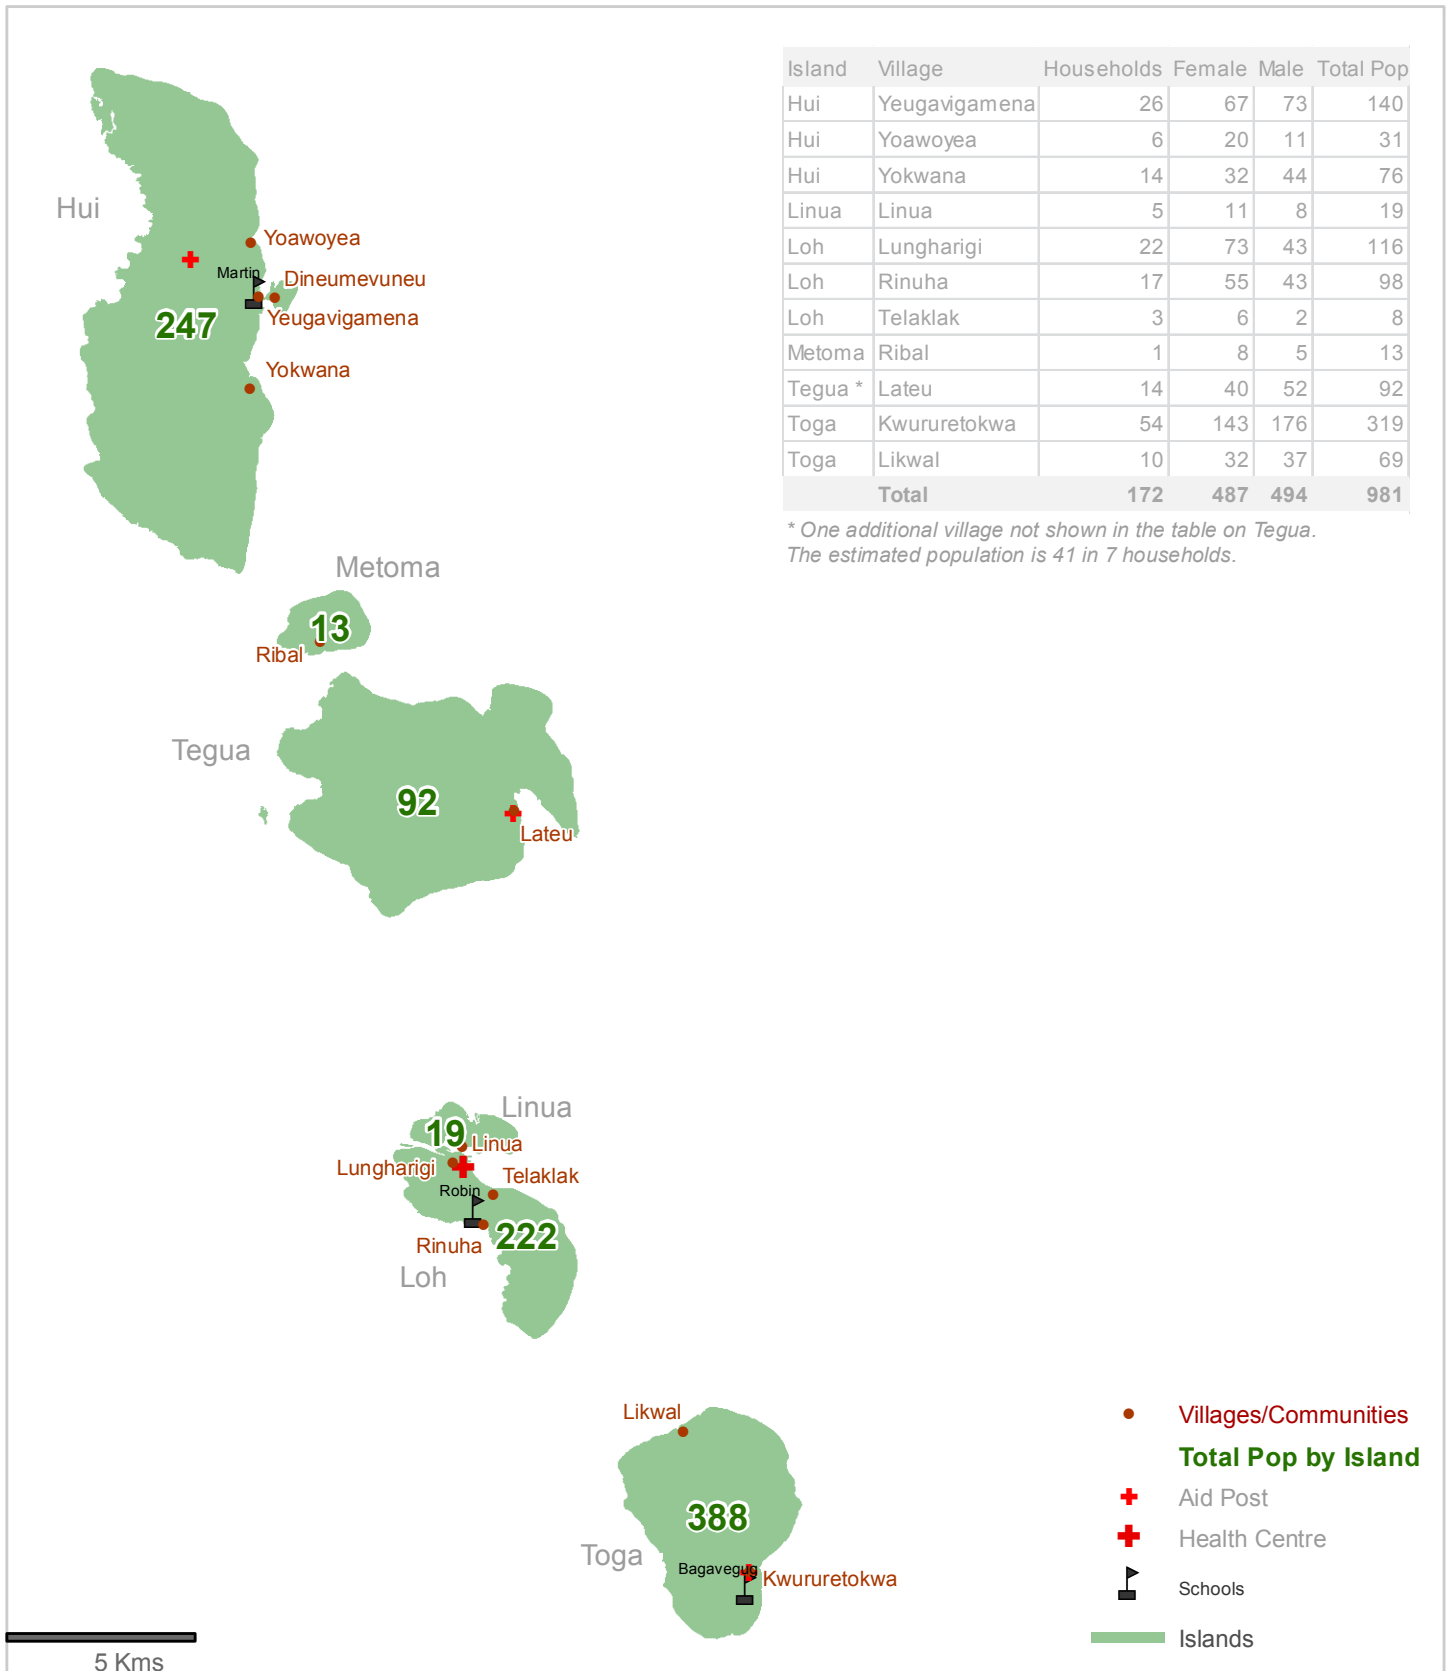 Island Village Households Female Male Total Pop
Hui Yeugavigamena 26 67 73 140
Hui Yoawoyea 6 20 11 31
Hui Yokwana 14 32 44 76
Linua Linua 5 11 8 19
Loh Lungharigi 22 73 43 116
Loh Rinuha 17 55 43 98
Loh Telaklak 3 6 2 8
Metoma Ribal 1 8 5 13
Tegua * Lateu 14 40 52 92
Toga Kwururetokwa 54 143 176 319
Toga Likwal 10 32 37 69
Total 172 487 494 981
* One additional village not shown in the table on Tegua.
The estimated population is 41 in 7 households.
Hui
Yoawoyea
Martin
Dineumevuneu
247
Yeugavigamena
Yokwana
Metoma
13
Ribal
Tegua
92
Lateu
Linua
19
Linua
Lungharigi
Telaklak
Robin
222
Rinuha
Loh
Likwal
388
Toga
Bagavegug
Kwururetokwa
Villages/Communities
Total Pop by Island
Aid Post
Health Centre
Schools
Islands
5 Kms